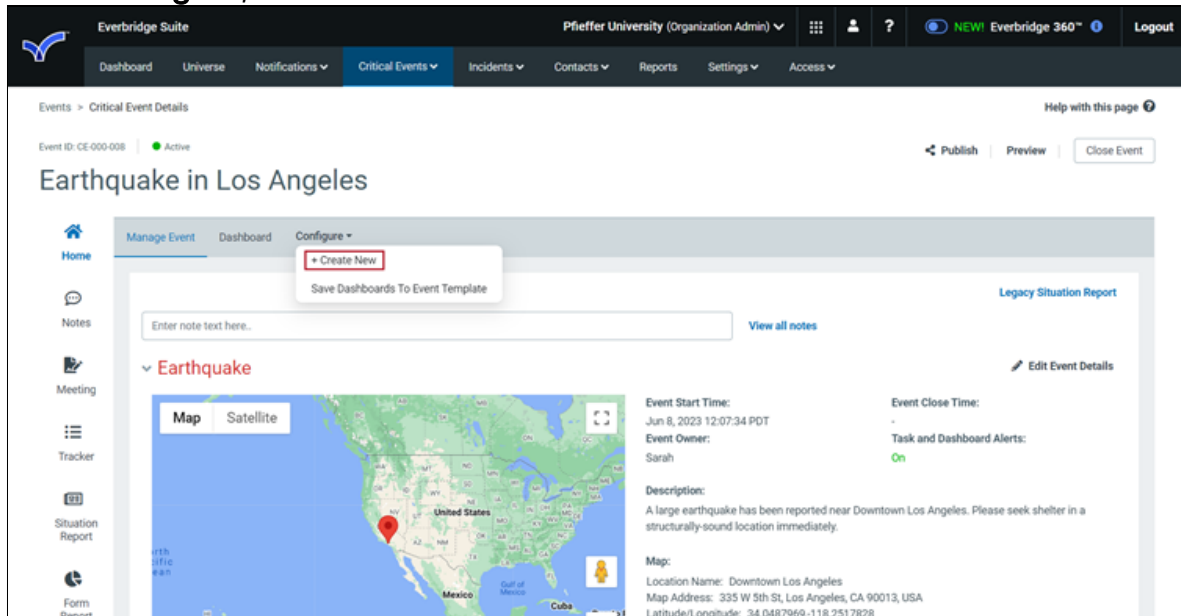 Everbridge Suite
Pfieffer University (Organization Admin)
?
NEW! Everbridge 360™
Logout
Dashboard Universe Notifications Critical Events Incidents Contacts Reports Settings Access
Events > Critical Event Details
Help with this page
Event ID: CE-000-008
Active
Publish Preview Close Event
Earthquake in Los Angeles
Home
Manage Event Dashboard Configure
+ Create New
Save Dashboards To Event Template
Legacy Situation Report
Notes
Enter note text here..
View all notes
Earthquake
Edit Event Details
Meeting
Map Satellite
Event Start Time:
Jun 8, 2023 12:07:34 PDT
Event Close Time:
-
Event Owner:
Sarah
Task and Dashboard Alerts:
On
Tracker
Description:
A large earthquake has been reported near Downtown Los Angeles. Please seek shelter in a
structurally-sound location immediately.
Situation
Report
United States
Map:
Location Name: Downtown Los Angeles
Map Address: 335 W 5th St, Los Angeles, CA 90013, USA
Latitude/Longitude: 34.0487969,-118.2517828
Form
Report
Gulf of
Mexico
Mexico
Cuba